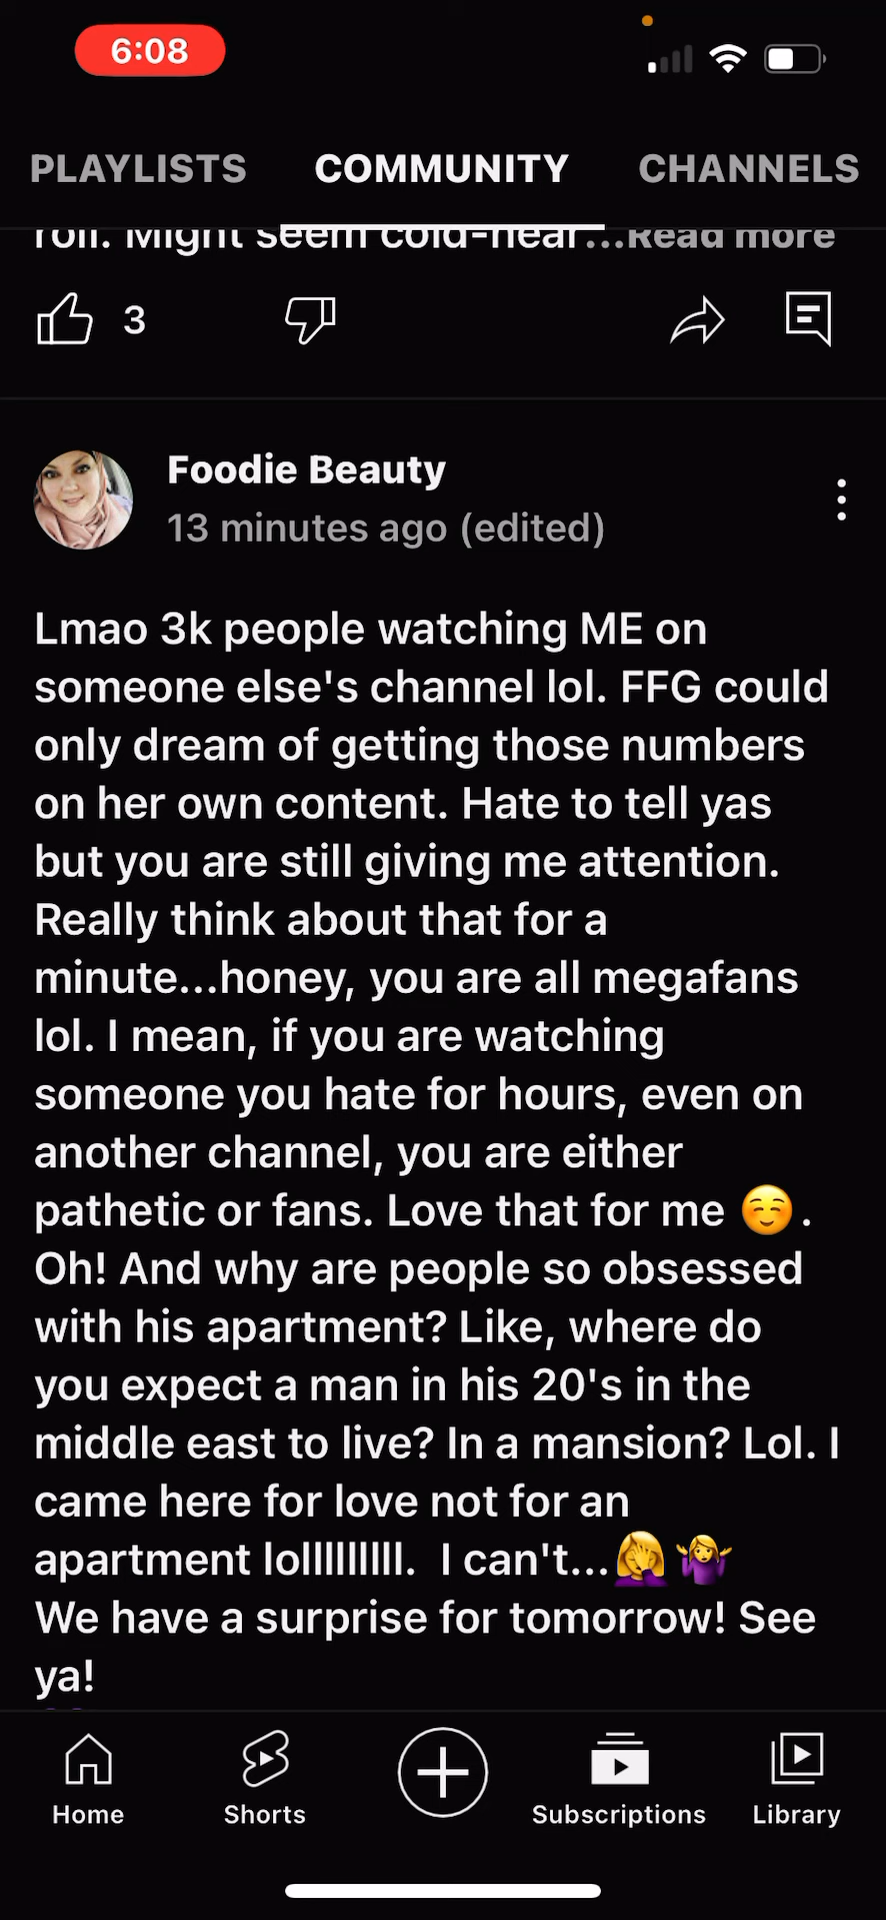 6:08
PLAYLISTS COMMUNITY CHANNELS
roll. Might seem cold-hear...Read more
3
Foodie Beauty
13 minutes ago (edited)
Lmao 3k people watching ME on
someone else's channel lol. FFG could
only dream of getting those numbers
on her own content. Hate to tell yas
but you are still giving me attention.
Really think about that for a
minute...honey, you are all megafans
lol. I mean, if you are watching
someone you hate for hours, even on
another channel, you are either
pathetic or fans. Love that for me ☺️.
Oh! And why are people so obsessed
with his apartment? Like, where do
you expect a man in his 20's in the
middle east to live? In a mansion? Lol. I
came here for love not for an
apartment lolllllllll. I can't...🤦‍♀️🤷‍♀️
We have a surprise for tomorrow! See
ya!
Home Shorts Subscriptions Library